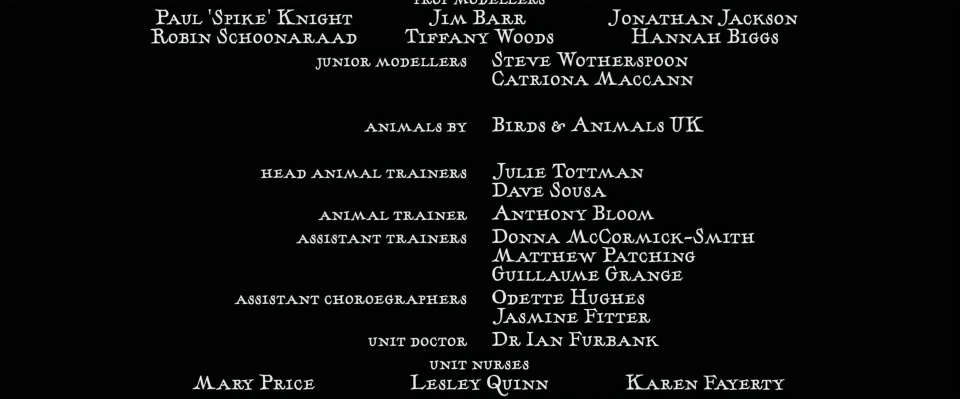 PROP MODELLERS
PAUL 'SPIKE' KNIGHT JIM BARR JONATHAN JACKSON
ROBIN SCHOONARAAD TIFFANY WOODS HANNAH BIGGS
JUNIOR MODELLERS STEVE WOTHERSPOON
CATRIONA MACCANN
ANIMALS BY BIRDS & ANIMALS UK
HEAD ANIMAL TRAINERS JULIE TOTTMAN
DAVE SOUSA
ANIMAL TRAINER ANTHONY BLOOM
ASSISTANT TRAINERS DONNA MCCORMICK-SMITH
MATTHEW PATCHING
GUILLAUME GRANGE
ASSISTANT CHOROEGRAPHERS ODETTE HUGHES
JASMINE FITTER
UNIT DOCTOR DR IAN FURBANK
UNIT NURSES
MARY PRICE LESLEY QUINN KAREN FAYERTY